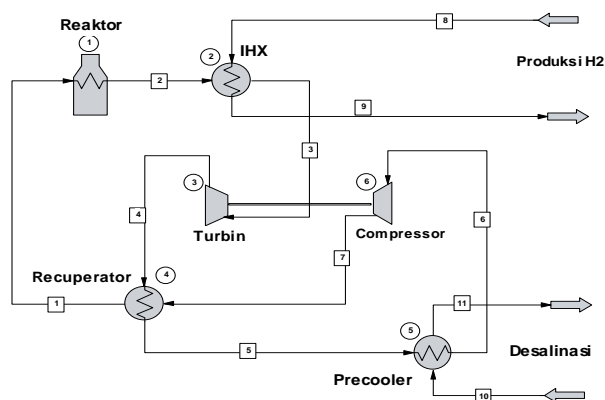 Reaktor
1
8
2
IHX
Produksi H2
2
9
3
3
6
4
Turbin
Compressor
6
7
Recuperator
4
1
11
5
5
Desalinasi
Precooler
10